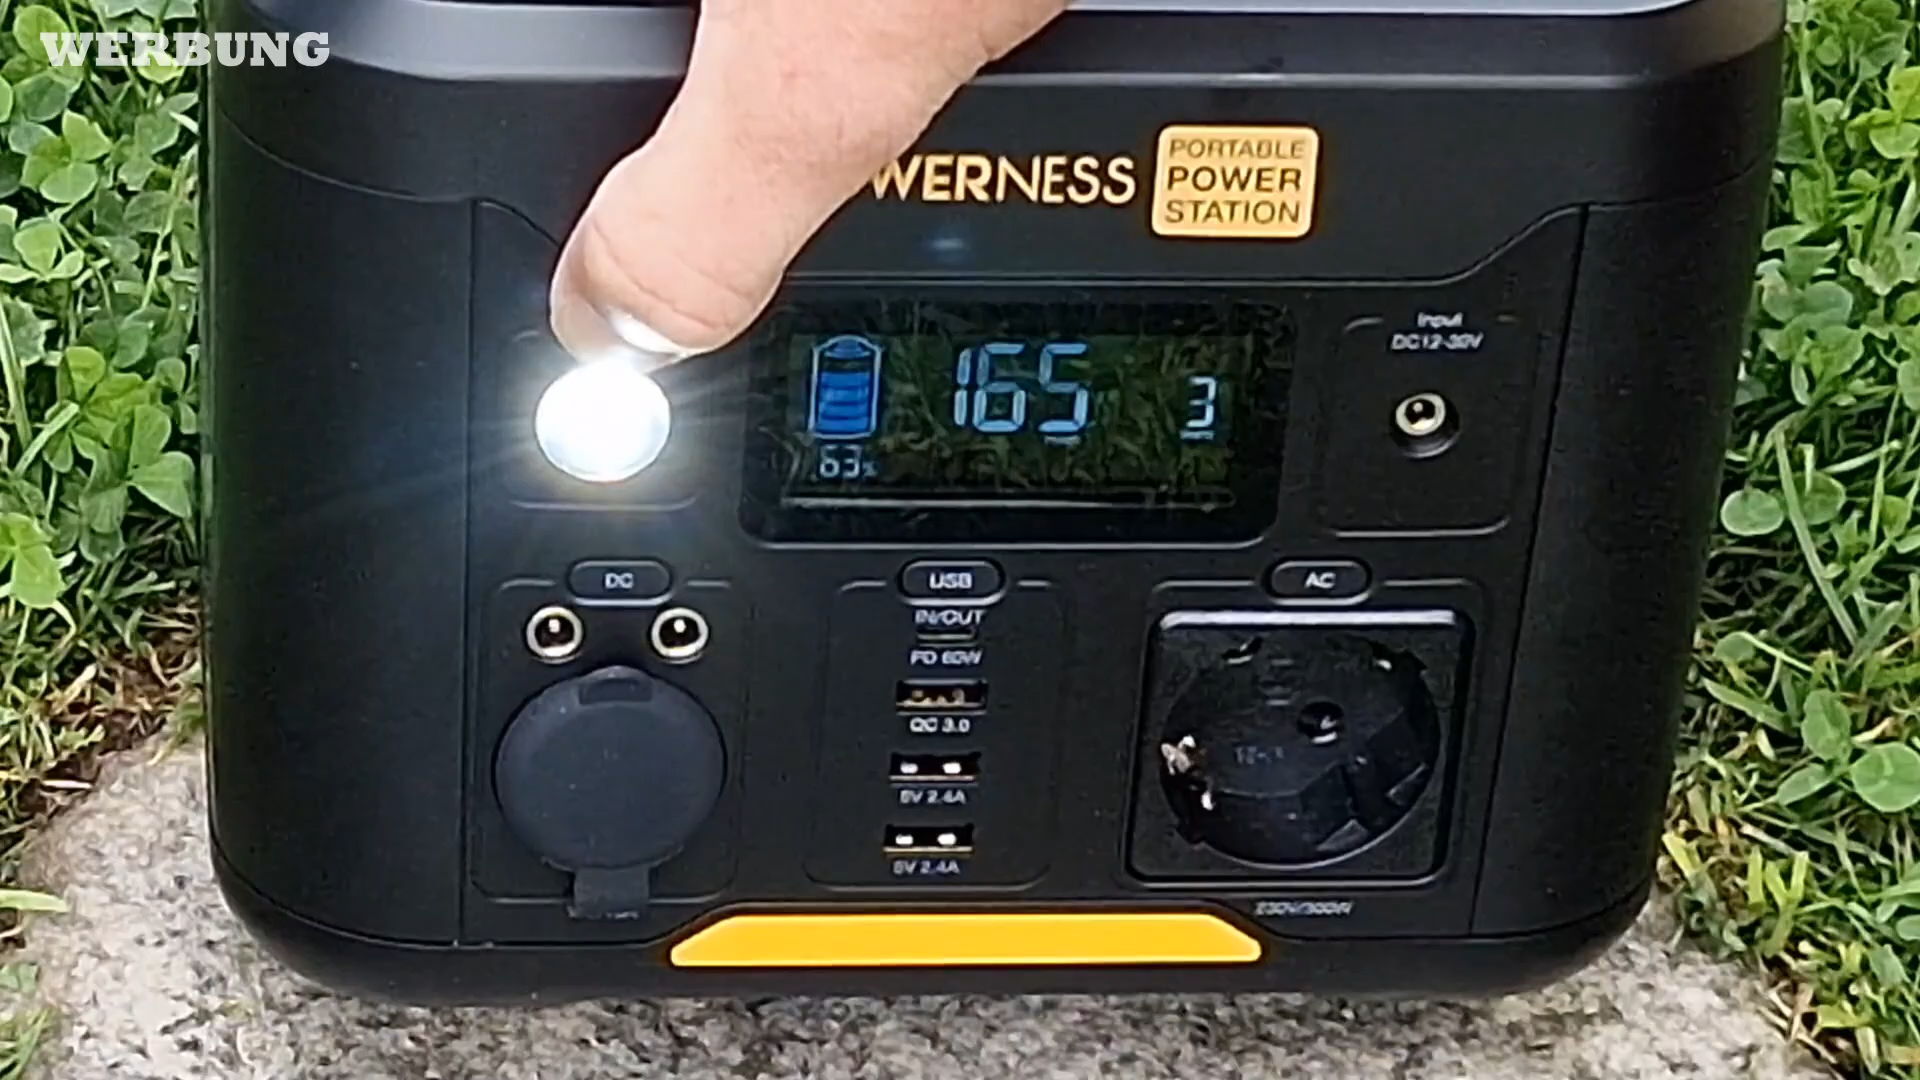 WERBUNG
WERNESS
PORTABLE
POWER
STATION
Input
DC12-30V
165
3
63%
DC
USB
AC
IN/OUT
PD 60W
QC 3.0
5V 2.4A
5V 2.4A
230V/300W